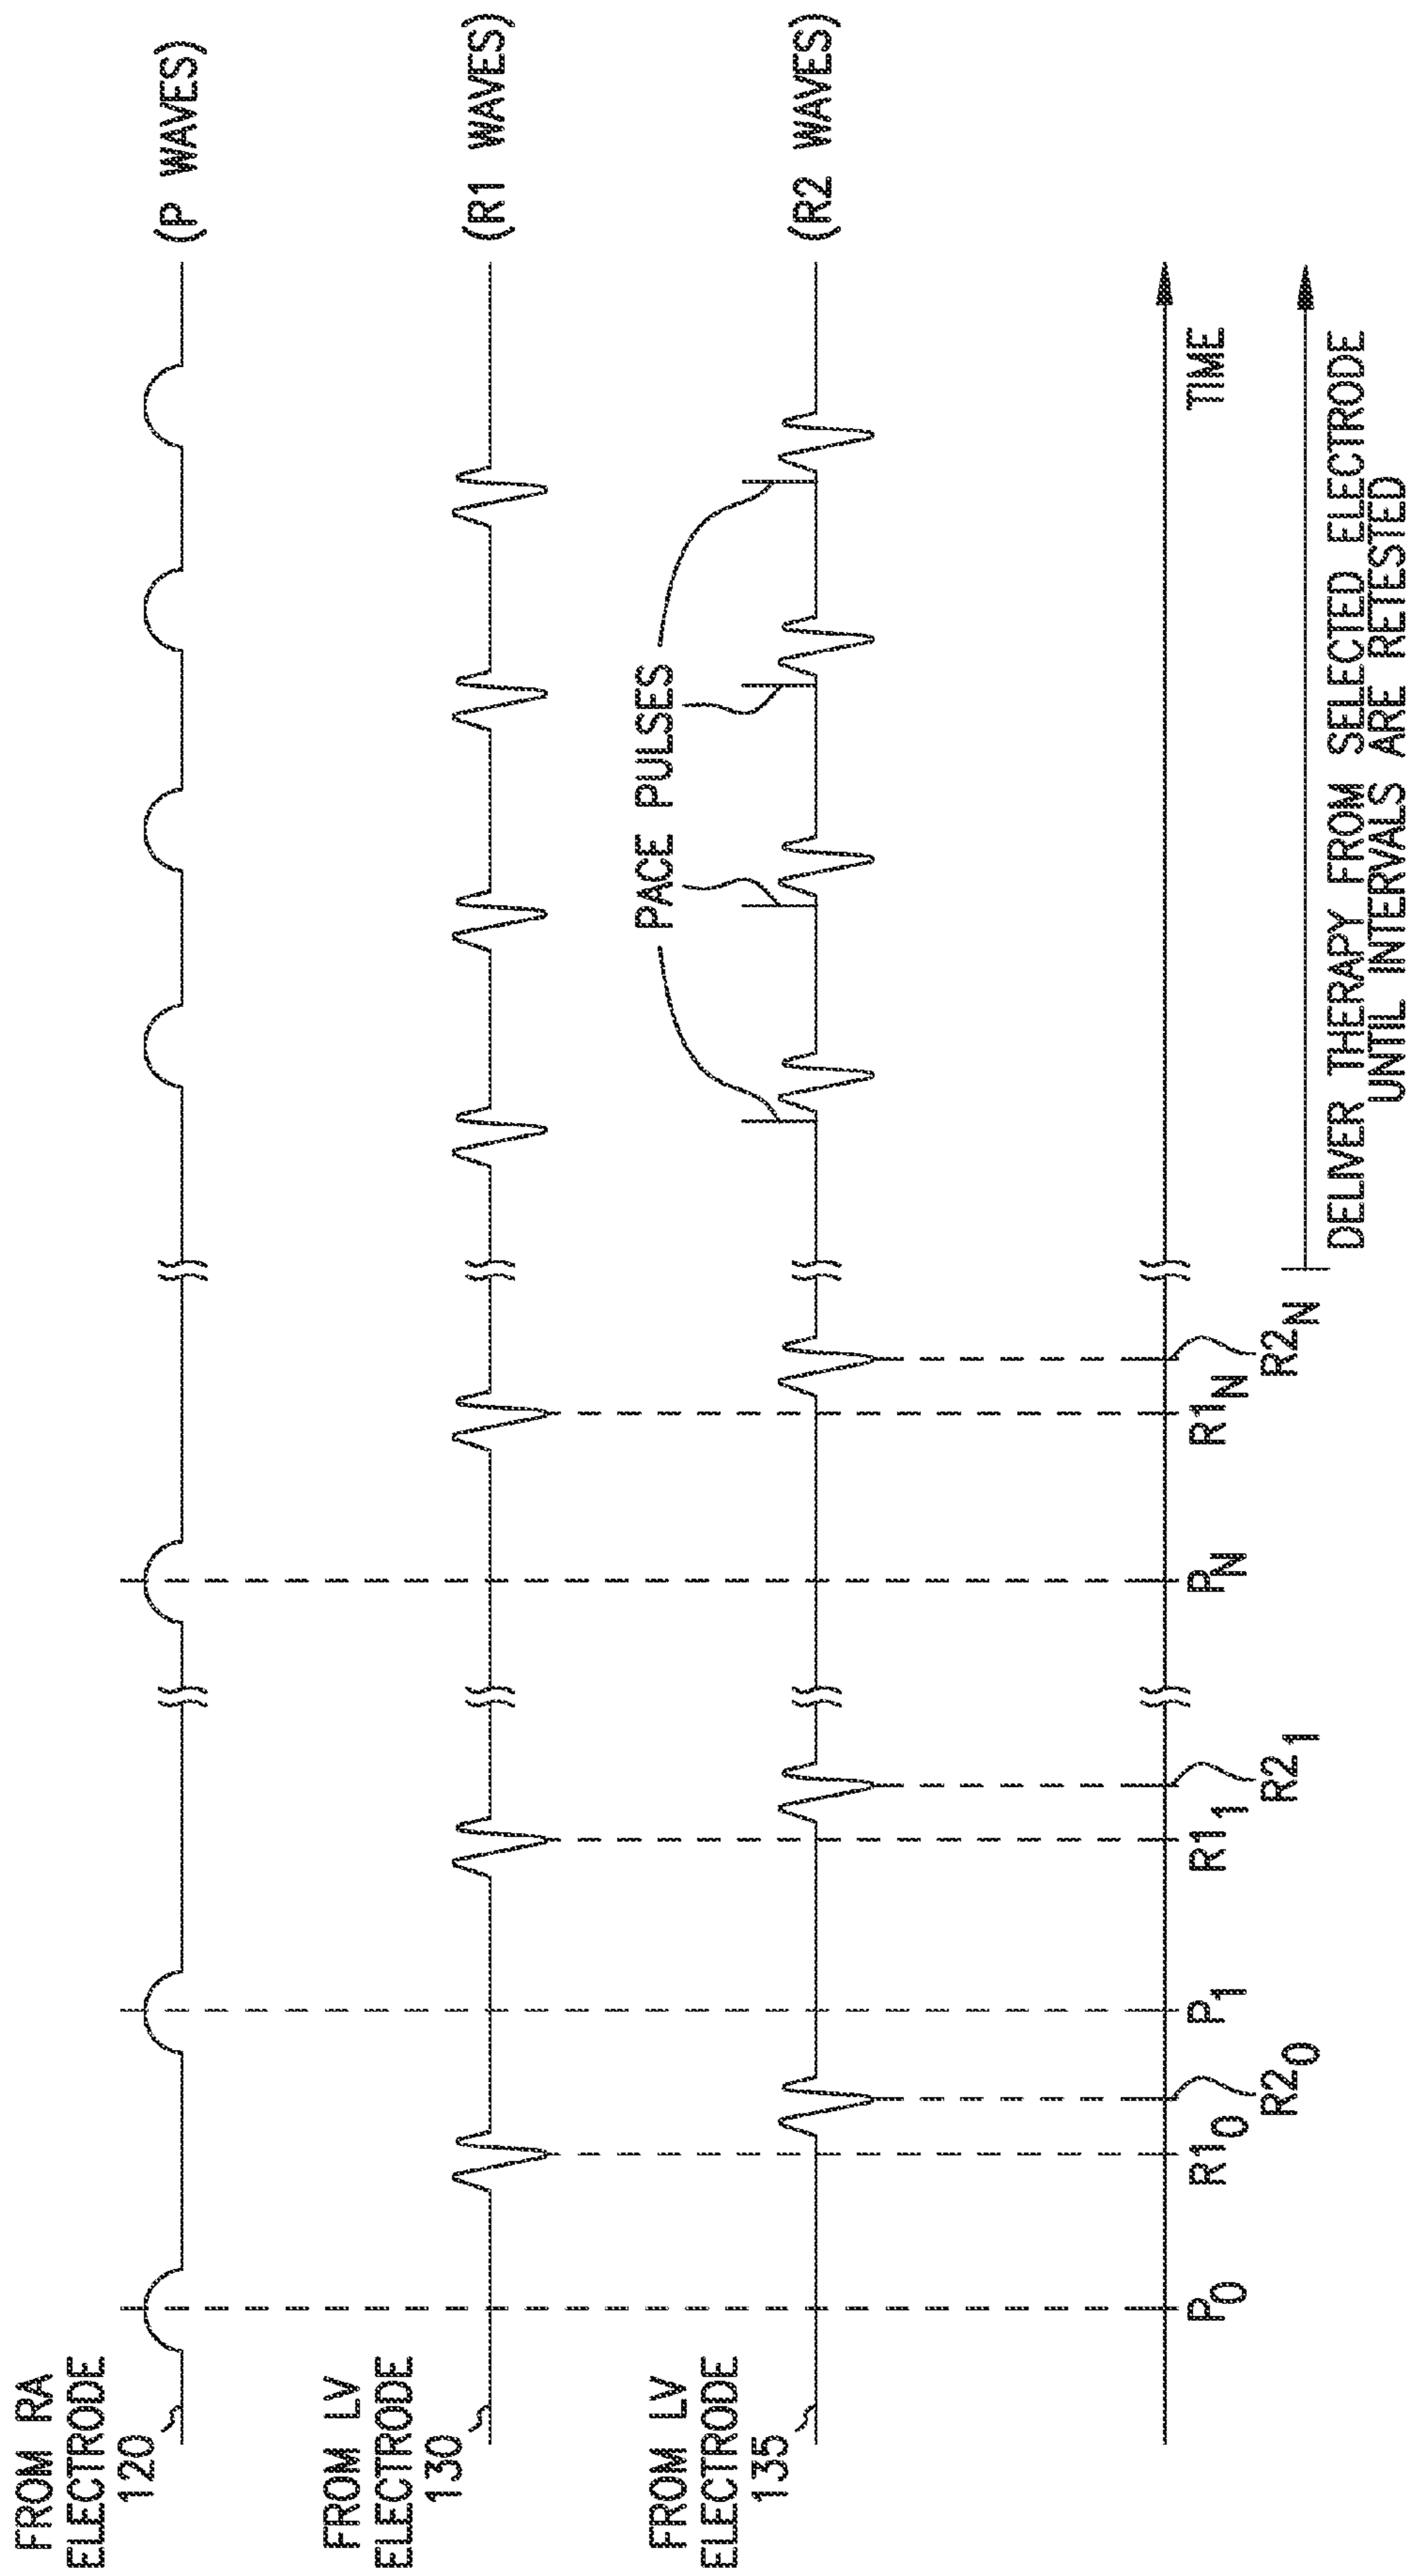 FROM RA
ELECTRODE
120
(P WAVES)
FROM LV
ELECTRODE
130
(R1 WAVES)
PACE PULSES
FROM LV
ELECTRODE
135
(R2 WAVES)
TIME
P0
R10
R20
P1
R11
R21
PN
R1N
R2N
DELIVER THERAPY FROM SELECTED ELECTRODE
UNTIL INTERVALS ARE RETESTED